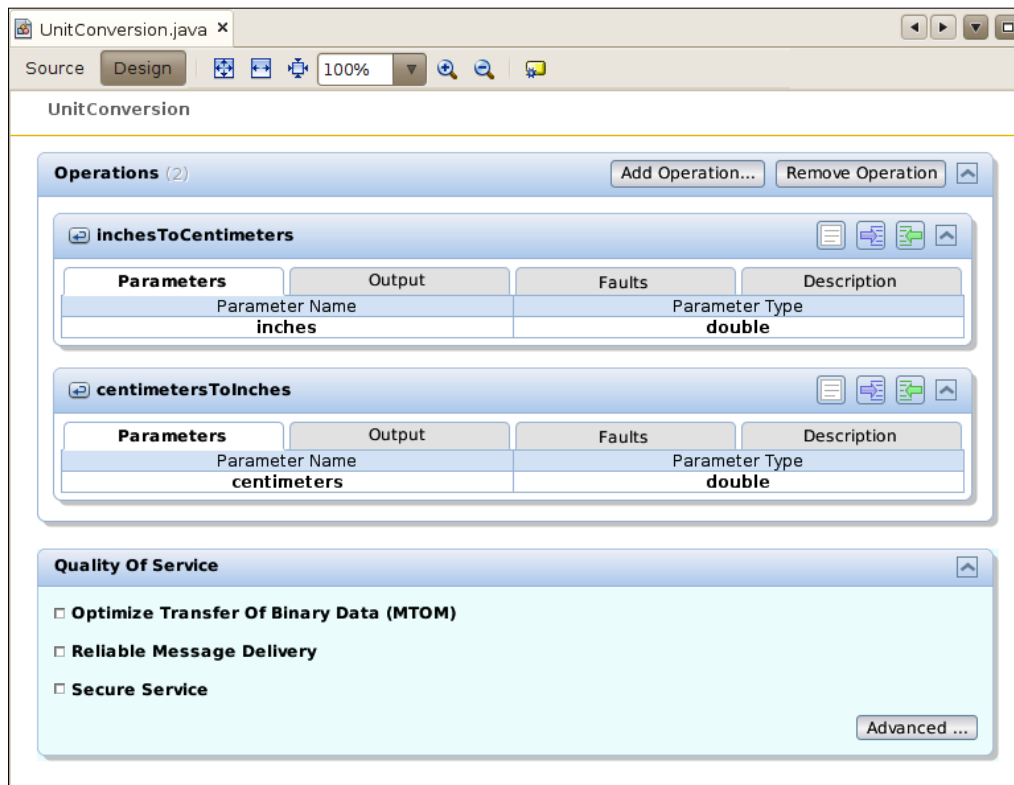 UnitConversion.java
Source Design 100%
UnitConversion
Operations (2) Add Operation... Remove Operation
inchesToCentimeters
Parameters Output Faults Description
Parameter Name Parameter Type
inches double
centimetersToInches
Parameters Output Faults Description
Parameter Name Parameter Type
centimeters double
Quality Of Service
Optimize Transfer Of Binary Data (MTOM)
Reliable Message Delivery
Secure Service
Advanced ...